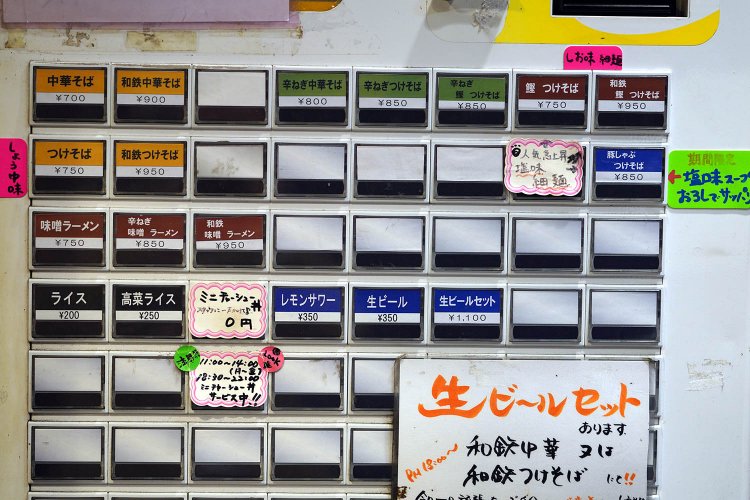 しお味 細麺
中華そば
¥700
和鉄中華そば
¥900
辛ねぎ中華そば
¥800
辛ねぎつけそば
¥850
辛ねぎ
鰹 つけそば
¥850
鰹 つけそば
¥750
和鉄
鰹 つけそば
¥950
しょうゆ味
つけそば
¥750
和鉄つけそば
¥950
人気急上昇
塩味
細麺
豚しゃぶ
つけそば
¥850
期間限定
塩味スープ
おろしでサッパリ
味噌ラーメン
¥750
辛ねぎ
味噌 ラーメン
¥850
和鉄
味噌 ラーメン
¥950
ライス
¥200
高菜ライス
¥250
ミニチャーシュー丼
0円
レモンサワー
¥350
生ビール
¥350
生ビールセット
¥1,100
11:00～14:00
(月～金)
18:30～22:00
ミニチャーシュー丼
サービス中!!
生ビールセット
あります
PM18:00～
和鉄中華 又は
和鉄つけそば にて!!